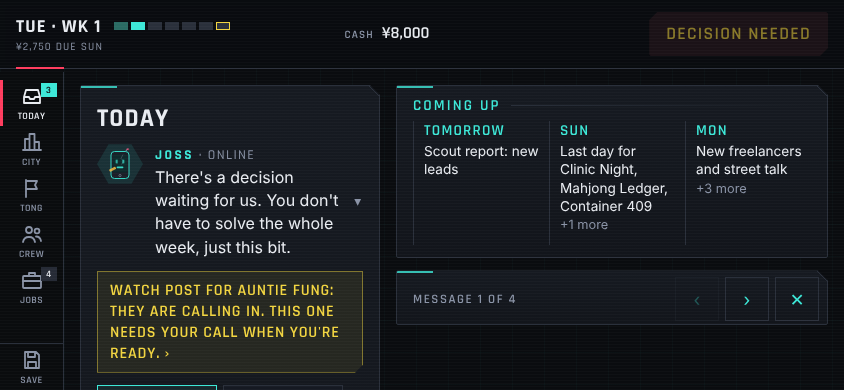 TUE · WK 1
¥2,750 DUE SUN
CASH ¥8,000
DECISION NEEDED
3
TODAY
CITY
TONG
CREW
4
JOBS
SAVE
TODAY
JOSS · ONLINE
There's a decision
waiting for us. You don't
have to solve the whole
week, just this bit.
WATCH POST FOR AUNTIE FUNG:
THEY ARE CALLING IN. THIS ONE
NEEDS YOUR CALL WHEN YOU'RE
READY. ›
COMING UP
TOMORROW
Scout report: new
leads
SUN
Last day for
Clinic Night,
Mahjong Ledger,
Container 409
+1 more
MON
New freelancers
and street talk
+3 more
MESSAGE 1 OF 4